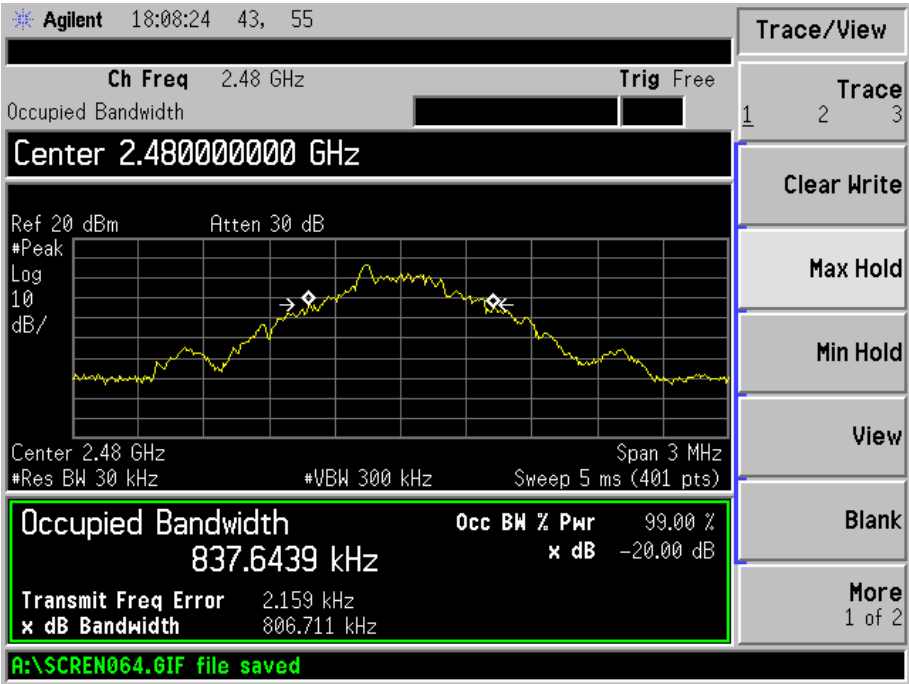 Agilent 18:08:24 43, 55
Trace/View
Ch Freq 2.48 GHz Trig Free
Occupied Bandwidth
Trace
1 2 3
Center 2.480000000 GHz
Clear Write
Ref 20 dBm Atten 30 dB
#Peak
Log
10
dB/
Max Hold
Min Hold
View
Center 2.48 GHz Span 3 MHz
#Res BW 30 kHz #VBW 300 kHz Sweep 5 ms (401 pts)
Occupied Bandwidth
837.6439 kHz
Occ BW % Pwr 99.00 %
x dB -20.00 dB
Blank
Transmit Freq Error 2.159 kHz
x dB Bandwidth 806.711 kHz
More
1 of 2
A:\SCREN064.GIF file saved